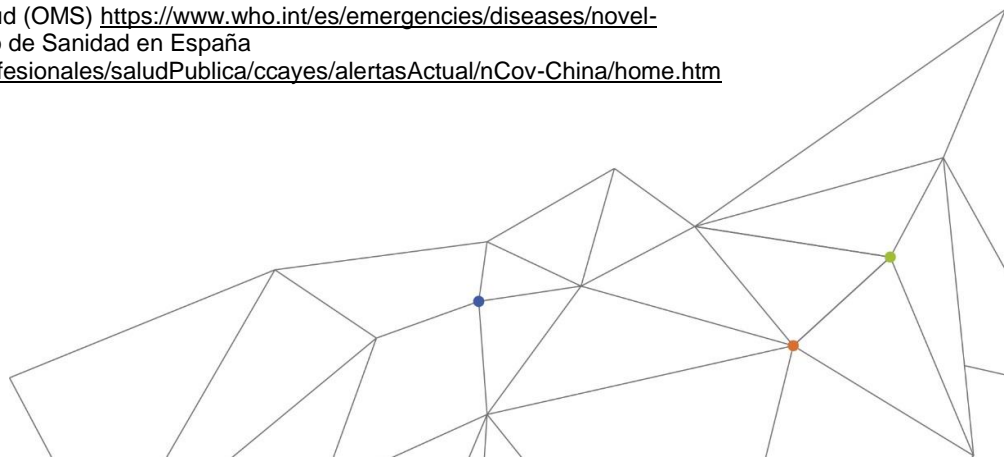 ud (OMS) https://www.who.int/es/emergencies/diseases/novel-
o de Sanidad en España
fesionales/saludPublica/ccayes/alertasActual/nCov-China/home.htm